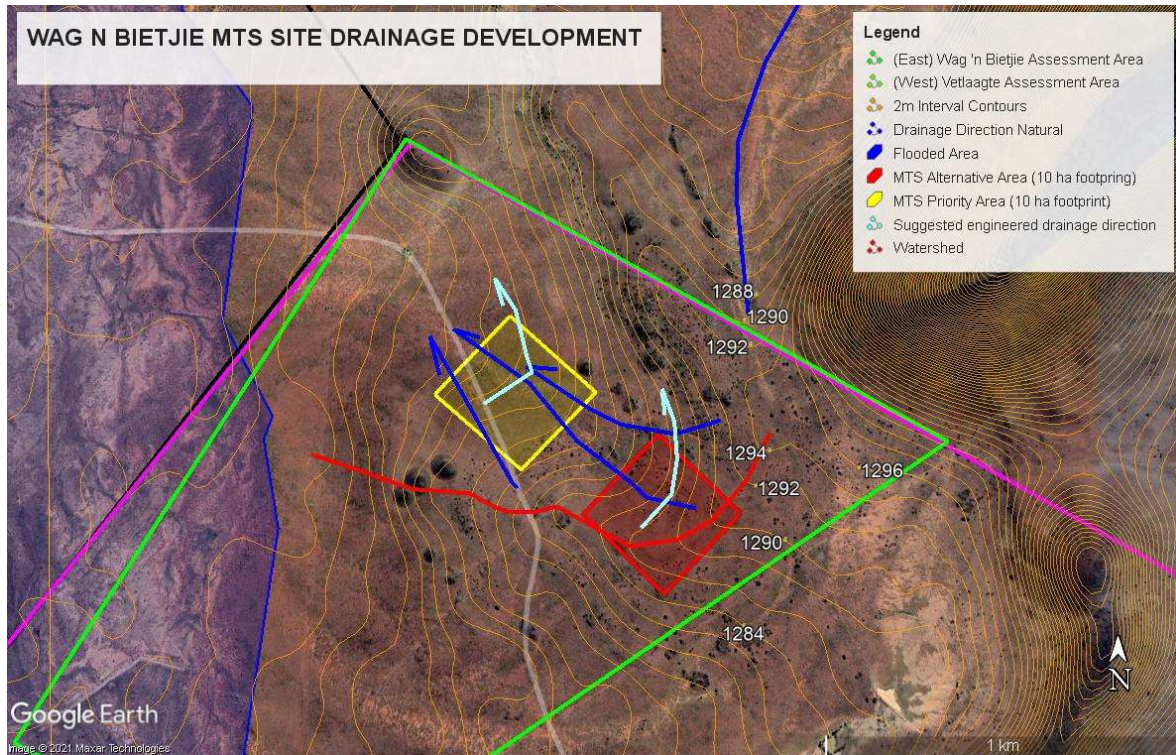 WAG N BIETJIE MTS SITE DRAINAGE DEVELOPMENT
Legend
(East) Wag 'n Bietjie Assessment Area
(West) Vetlaagte Assessment Area
2m Interval Contours
Drainage Direction Natural
Flooded Area
MTS Alternative Area (10 ha footpring)
MTS Priority Area (10 ha footprint)
Suggested engineered drainage direction
Watershed
1288
1290
1292
1294
1296
1292
1290
1284
N
Google Earth
Image © 2021 Maxar Technologies
1 km